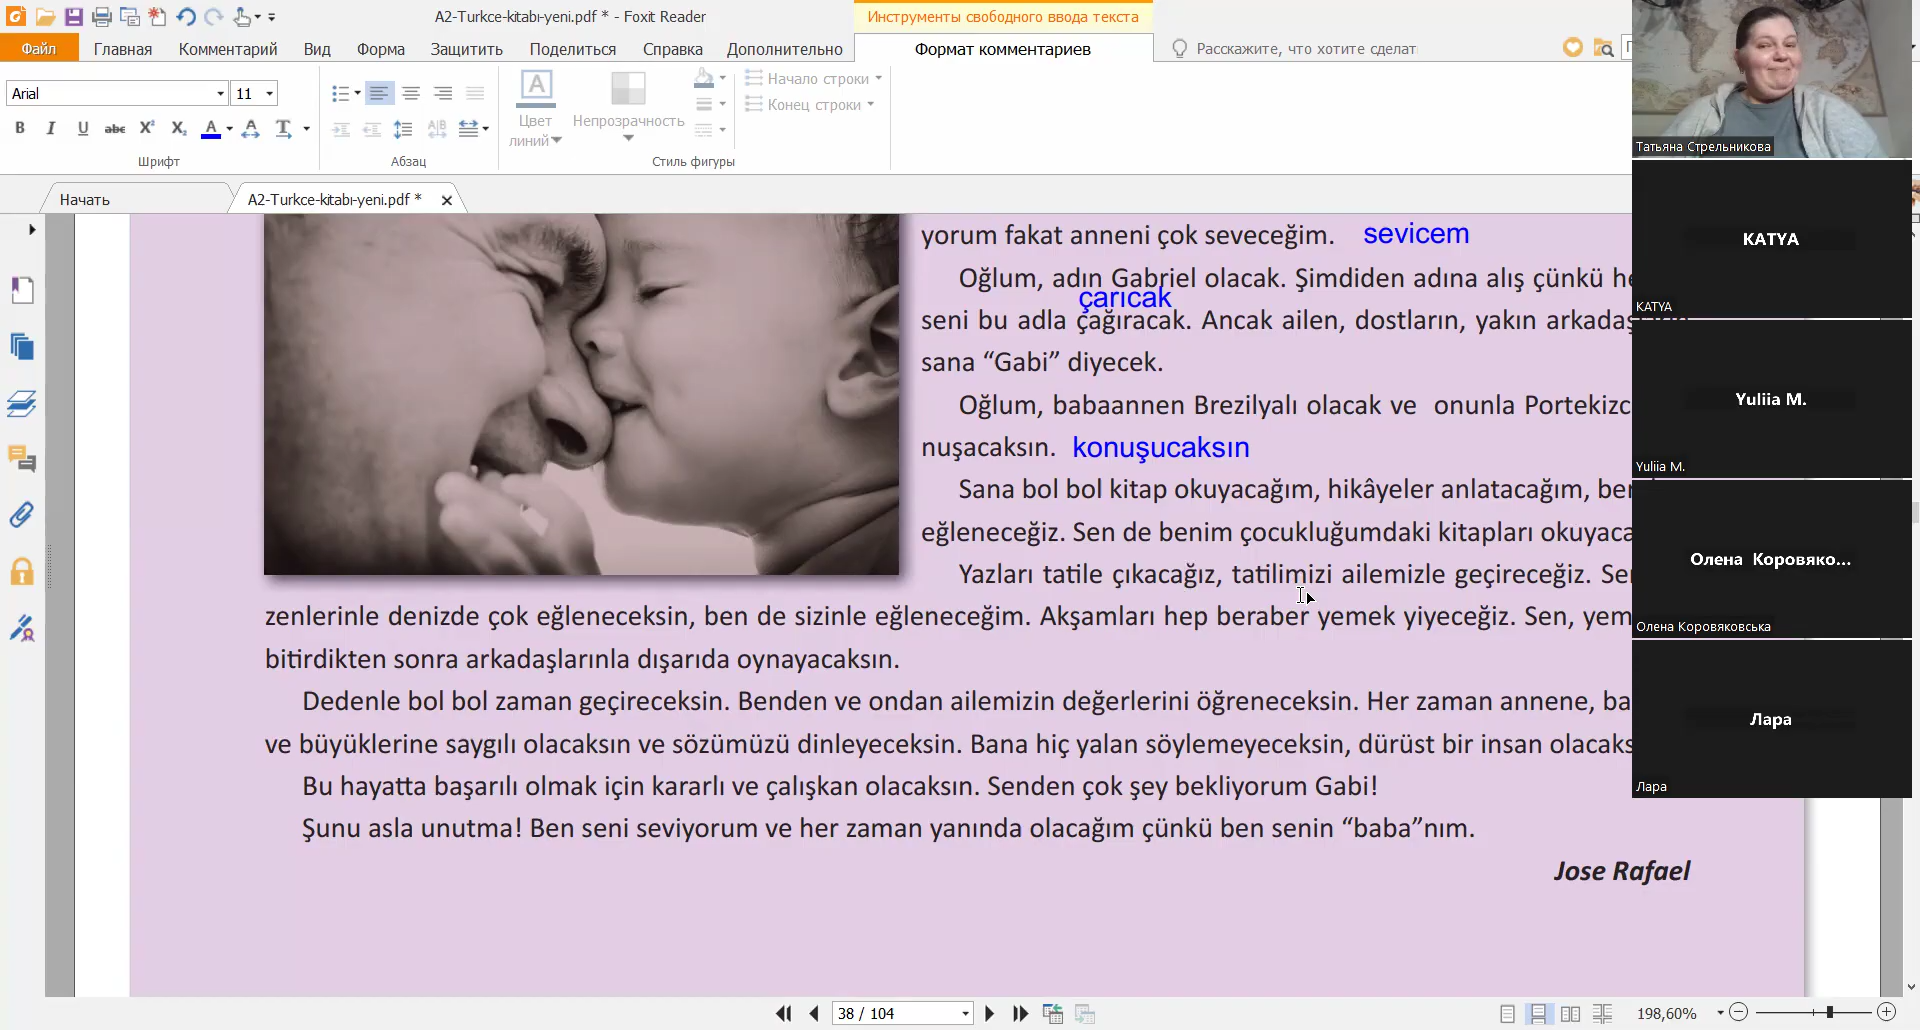 A2-Turkce-kitabı-yeni.pdf * - Foxit Reader
Инструменты свободного ввода текста
Файл Главная Комментарий Вид Форма Защитить Поделиться Справка Дополнительно Формат комментариев Расскажите, что хотите сделат
Arial 11
Цвет линий
Непрозрачность
Начало строки
Конец строки
Шрифт Абзац Стиль фигуры
Начать A2-Turkce-kitabı-yeni.pdf *
yorum fakat anneni çok seveceğim. sevicem
Oğlum, adın Gabriel olacak. Şimdiden adına alış çünkü
çarıcak
seni bu adla çağıracak. Ancak ailen, dostların, yakın
sana “Gabi” diyecek.
Oğlum, babaannen Brezilyalı olacak ve onunla
nuşacaksın. konuşucaksın
Sana bol bol kitap okuyacağım, hikâyeler anlatacağım,
eğleneceğiz. Sen de benim çocukluğumdaki kitapları
Yazları tatile çıkacağız, tatilimizi ailemizle geçireceğiz.
zenlerinle denizde çok eğleneceksin, ben de sizinle eğleneceğim. Akşamları hep beraber yemek yiyeceğiz. Sen,
bitirdikten sonra arkadaşlarınla dışarıda oynayacaksın.
Dedenle bol bol zaman geçireceksin. Benden ve ondan ailemizin değerlerini öğreneceksin. Her zaman annene,
ve büyüklerine saygılı olacaksın ve sözümüzü dinleyeceksin. Bana hiç yalan söylemeyeceksin, dürüst bir insan
Bu hayatta başarılı olmak için kararlı ve çalışkan olacaksın. Senden çok şey bekliyorum Gabi!
Şunu asla unutma! Ben seni seviyorum ve her zaman yanında olacağım çünkü ben senin “baba”nım.
Jose Rafael
38 / 104
198,60%
Татьяна Стрельникова
KATYA
KATYA
Yuliia M.
Yuliia M.
Олена Коровяко...
Олена Коровяковська
Лара
Лара